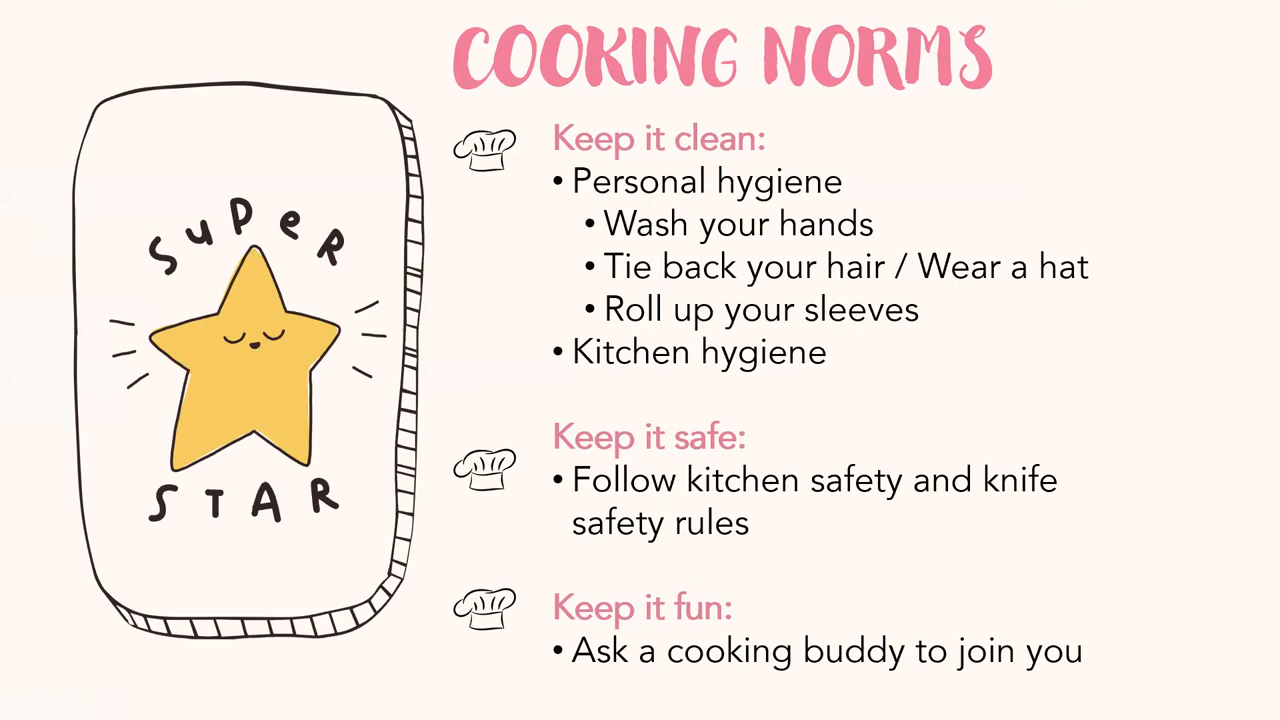 COOKING NORMS
Keep it clean:
• Personal hygiene
• Wash your hands
• Tie back your hair / Wear a hat
• Roll up your sleeves
• Kitchen hygiene
Keep it safe:
• Follow kitchen safety and knife
safety rules
Keep it fun:
• Ask a cooking buddy to join you
SUPER
STAR